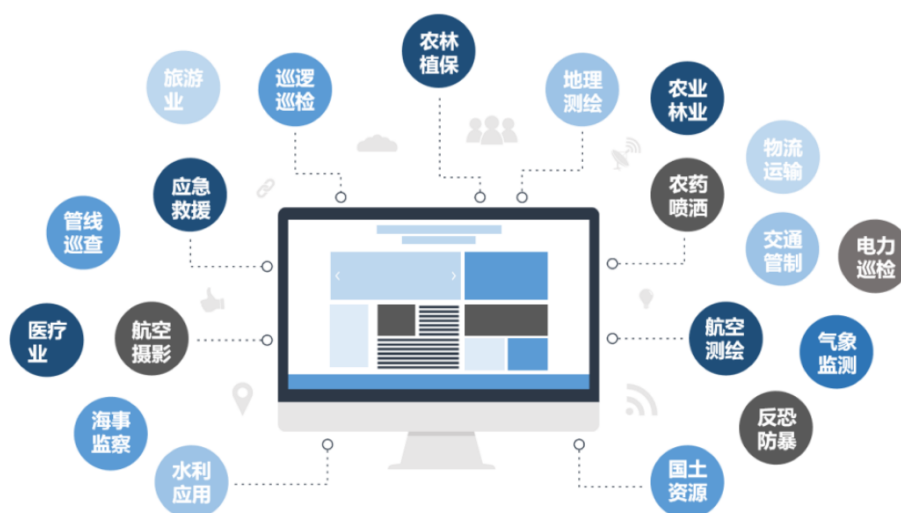 农林
植保
旅游
业
巡逻
巡检
地理
测绘
农业
林业
物流
运输
应急
救援
农药
喷洒
管线
巡查
交通
管制
电力
巡检
医疗
业
航空
摄影
航空
测绘
气象
监测
海事
监察
反恐
防暴
水利
应用
国土
资源